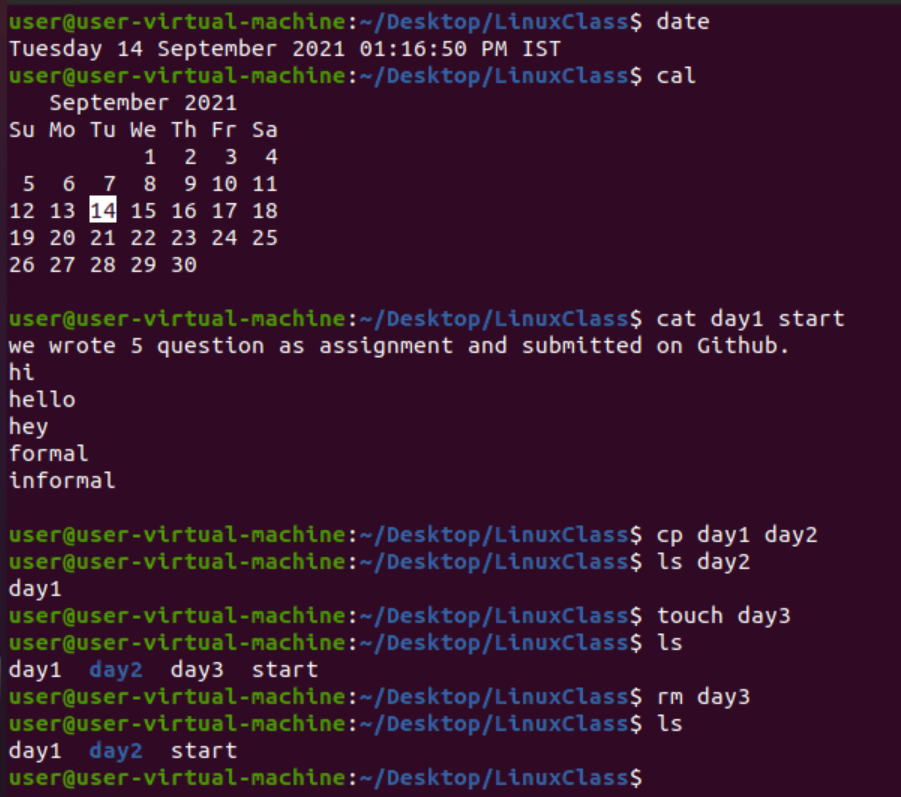 user@user-virtual-machine:~/Desktop/LinuxClass$ date
Tuesday 14 September 2021 01:16:50 PM IST
user@user-virtual-machine:~/Desktop/LinuxClass$ cal
   September 2021
Su Mo Tu We Th Fr Sa
          1  2  3  4
 5  6  7  8  9 10 11
12 13 14 15 16 17 18
19 20 21 22 23 24 25
26 27 28 29 30

user@user-virtual-machine:~/Desktop/LinuxClass$ cat day1 start
we wrote 5 question as assignment and submitted on Github.
hi
hello
hey
formal
informal

user@user-virtual-machine:~/Desktop/LinuxClass$ cp day1 day2
user@user-virtual-machine:~/Desktop/LinuxClass$ ls day2
day1
user@user-virtual-machine:~/Desktop/LinuxClass$ touch day3
user@user-virtual-machine:~/Desktop/LinuxClass$ ls
day1  day2  day3  start
user@user-virtual-machine:~/Desktop/LinuxClass$ rm day3
user@user-virtual-machine:~/Desktop/LinuxClass$ ls
day1  day2  start
user@user-virtual-machine:~/Desktop/LinuxClass$